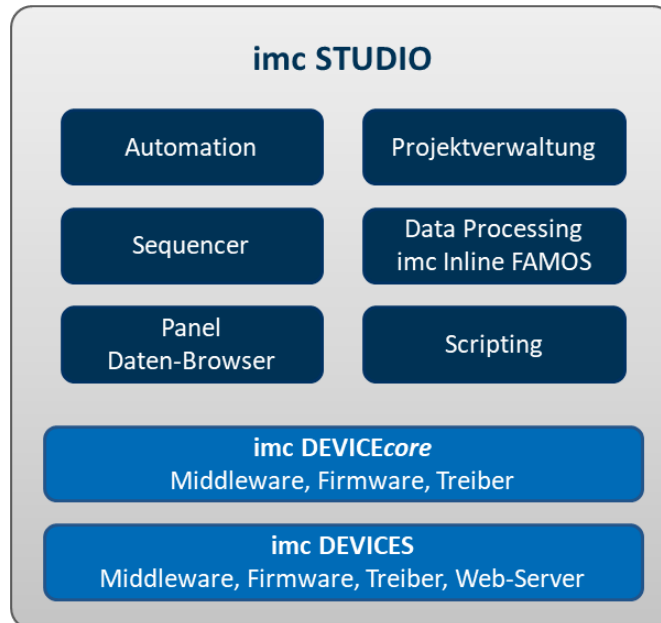 imc STUDIO
Automation
Projektverwaltung
Sequencer
Data Processing
imc Inline FAMOS
Panel
Daten-Browser
Scripting
imc DEVICEcore
Middleware, Firmware, Treiber
imc DEVICES
Middleware, Firmware, Treiber, Web-Server